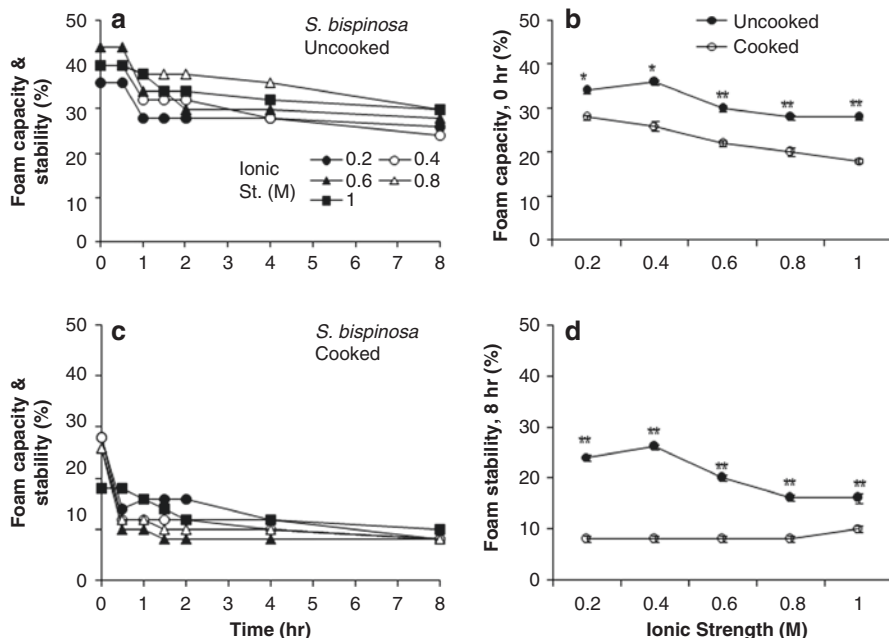 a
S. bispinosa
Uncooked
Foam capacity &
stability (%)
50
40
30
20
10
0
Ionic
St. (M)
0.2
0.4
0.6
0.8
1
0 1 2 3 4 5 6 7 8
b
Uncooked
Cooked
Foam capacity, 0 hr (%)
50
40
30
20
10
0
* * ** ** **
0.2 0.4 0.6 0.8 1
c
S. bispinosa
Cooked
Foam capacity &
stability (%)
50
40
30
20
10
0
0 1 2 3 4 5 6 7 8
Time (hr)
d
Foam stability, 8 hr (%)
50
40
30
20
10
0
** ** ** ** **
0.2 0.4 0.6 0.8 1
Ionic Strength (M)